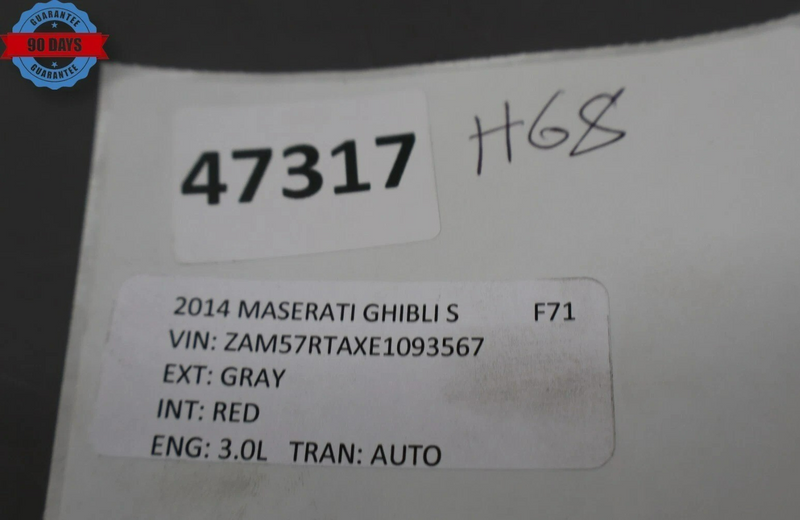 GUARANTEE
90 DAYS
GUARANTEE
47317
H68
2014 MASERATI GHIBLI S F71
VIN: ZAM57RTAXE1093567
EXT: GRAY
INT: RED
ENG: 3.0L TRAN: AUTO